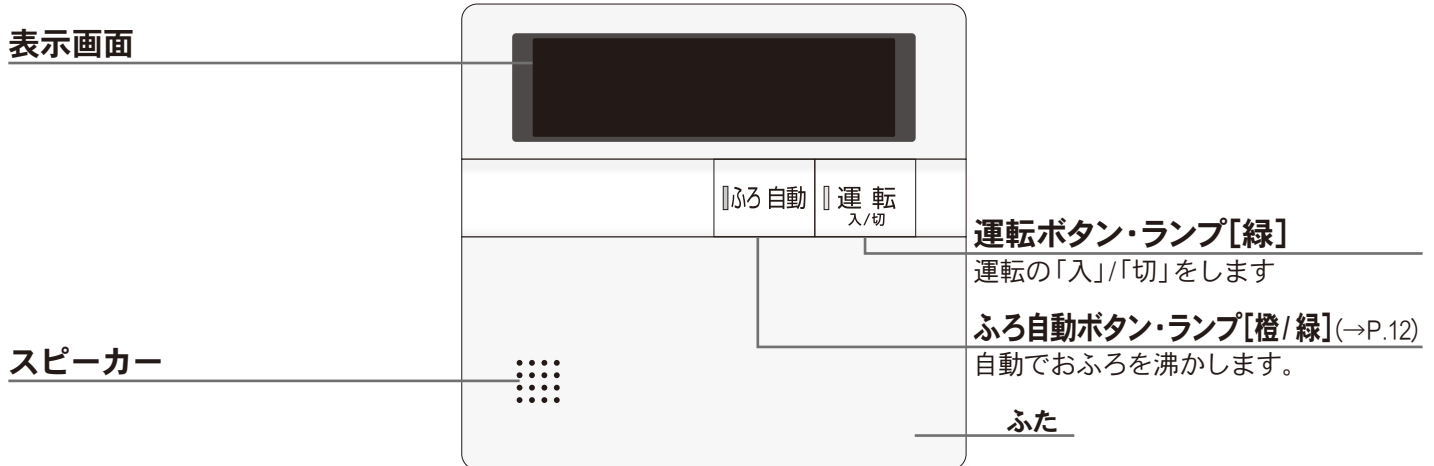 表示画面
ふろ 自動
運 転
入/切
運転ボタン・ランプ[緑]
運転の「入」/「切」をします
ふろ自動ボタン・ランプ[橙/緑](→P.12)
自動でおふろを沸かします。
スピーカー
ふた